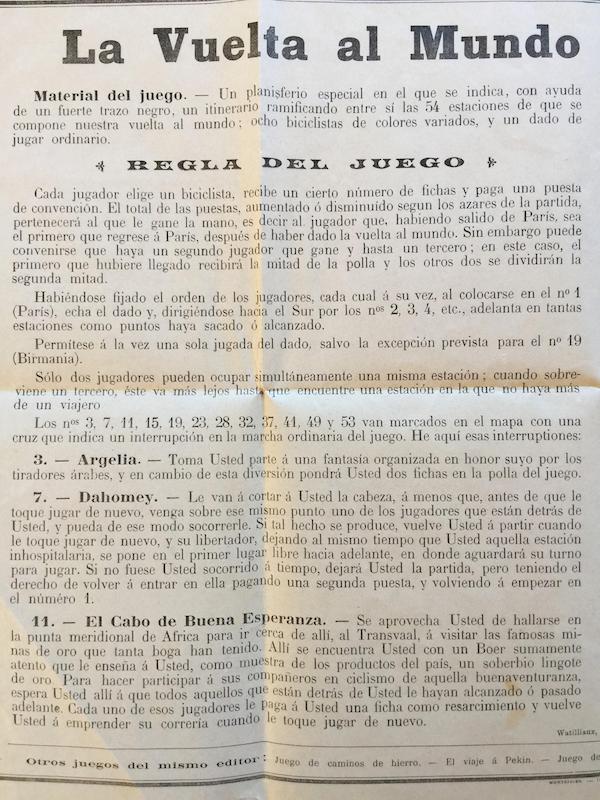 La Vuelta al Mundo
Material del juego. — Un planisferio especial en el que se indica, con ayuda
de un fuerte trazo negro, un itinerario ramificando entre sí las 54 estaciones de que se
compone nuestra vuelta al mundo; ocho biciclistas de colores variados, y un dado de
jugar ordinario.
REGLA DEL JUEGO
Cada jugador elige un biciclista, recibe un cierto número de fichas y paga una puesta
de convención. El total de las puestas, aumentado ó disminuído segun los azares de la partida,
pertenecerá al que le gane la mano, es decir al jugador que, habiendo salido de París, sea
el primero que regrese á París, después de haber dado la vuelta al mundo. Sin embargo puede
convenirse que haya un segundo jugador que gane y hasta un tercero; en este caso, el
primero que hubiere llegado recibirá la mitad de la polla y los otros dos se dividirán la
segunda mitad.
Habiéndose fijado el orden de los jugadores, cada cual á su vez, al colocarse en el nº 1
(París), echa el dado y, dirigiéndose hacia el Sur por los nos 2, 3, 4, etc., adelanta en tantas
estaciones como puntos haya sacado ó alcanzado.
Permítese á la vez una sola jugada del dado, salvo la excepción prevista para el nº 19
(Birmania).
Sólo dos jugadores pueden ocupar simultáneamente una misma estación; cuando sobre-
viene un tercero, éste va más lejos hasta que encuentre una estación en la que no haya más
de un viajero
Los nos 3, 7, 11, 15, 19, 23, 28, 32, 37, 41, 49 y 53 van marcados en el mapa con una
cruz que indica un interrupción en la marcha ordinaria del juego. He aquí esas interruptiones:
3. — Argelia. — Toma Usted parte á una fantasía organizada en honor suyo por los
tiradores árabes, y en cambio de esta diversión pondrá Usted dos fichas en la polla del juego.
7. — Dahomey. — Le van á cortar á Usted la cabeza, á menos que, antes de que le
toque jugar de nuevo, venga sobre ese mismo punto uno de los jugadores que están detrás de
Usted, y pueda de ese modo socorrerle. Si tal hecho se produce, vuelve Usted á partir cuando
le toque jugar de nuevo, y su libertador, dejando al mismo tiempo que Usted aquella estación
inhospitalaria, se pone en el primer lugar libre hacia adelante, en donde aguardará su turno
para jugar. Si no fuese Usted socorrido á tiempo, dejará Usted la partida, pero teniendo el
derecho de volver á entrar en ella pagando una segunda puesta, y volviendo á empezar en
el número 1.
11. — El Cabo de Buena Esperanza. — Se aprovecha Usted de hallarse en
la punta meridional de Africa para ir cerca de allí, al Transvaal, á visitar las famosas mi-
nas de oro que tanta boga han tenido. Allí se encuentra Usted con un Boer sumamente
atento que le enseña á Usted, como muestra de los productos del país, un soberbio lingote
de oro. Para hacer participar á sus compañeros en ciclismo de aquella buenaventuranza,
espera Usted allí á que todos aquellos que están detrás de Usted le hayan alcanzado ó pasado
adelante. Cada uno de esos jugadores le paga á Usted una ficha como resarcimiento y vuelve
Usted á emprender su correría cuando le toque jugar de nuevo.
Watilliaux,
Otros juegos del mismo editor: Juego de caminos de hierro. — El viaje á Pekin. — Juego de